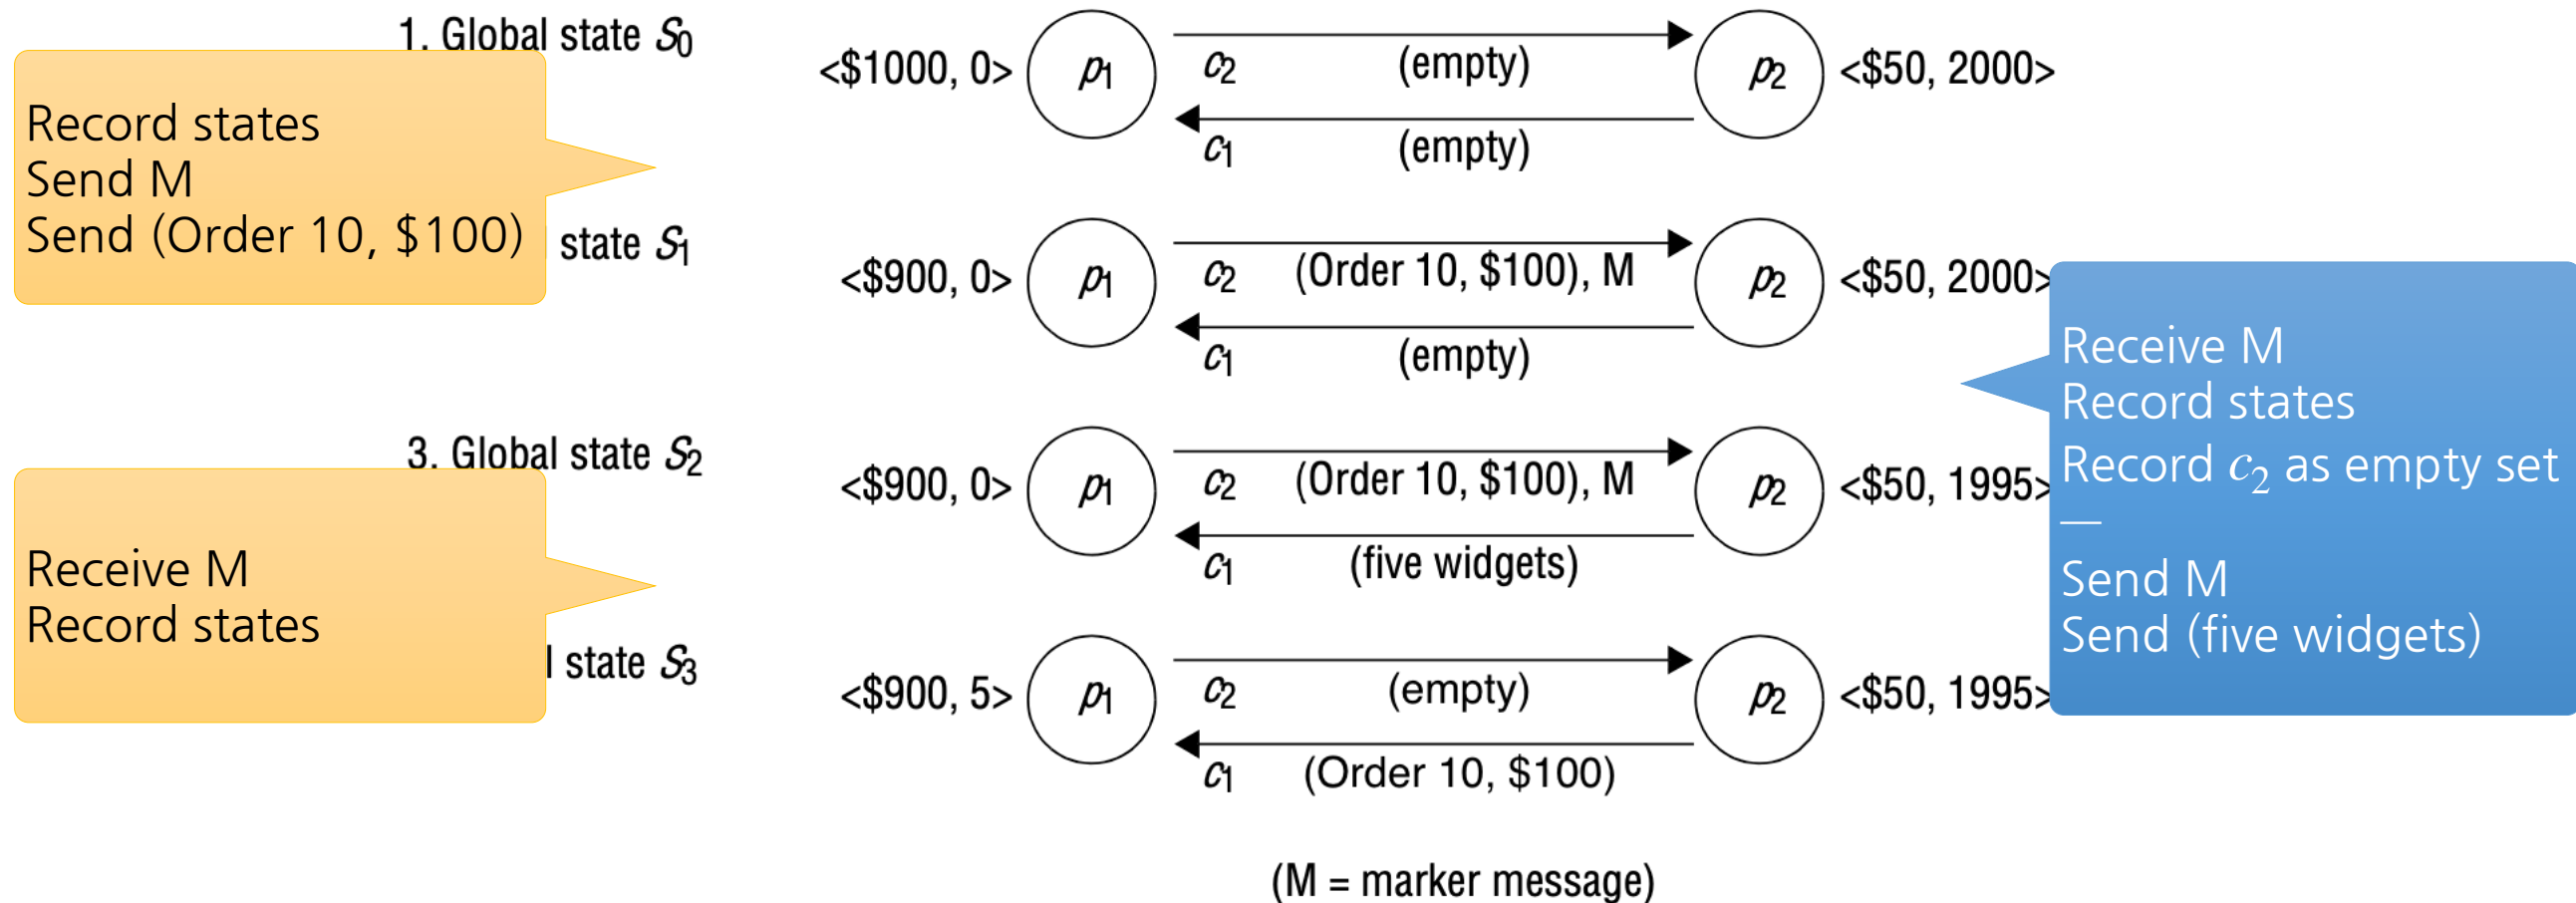 1. Global state S0
<$1000, 0>
p1
c2
(empty)
p2
<$50, 2000>
c1
(empty)
Record states
Send M
Send (Order 10, $100)
state S1
<$900, 0>
p1
c2
(Order 10, $100), M
p2
<$50, 2000>
c1
(empty)
Receive M
Record states
Record c2 as empty set
—
Send M
Send (five widgets)
3. Global state S2
<$900, 0>
p1
c2
(Order 10, $100), M
p2
<$50, 1995>
c1
(five widgets)
Receive M
Record states
l state S3
<$900, 5>
p1
c2
(empty)
p2
<$50, 1995>
c1
(Order 10, $100)
(M = marker message)